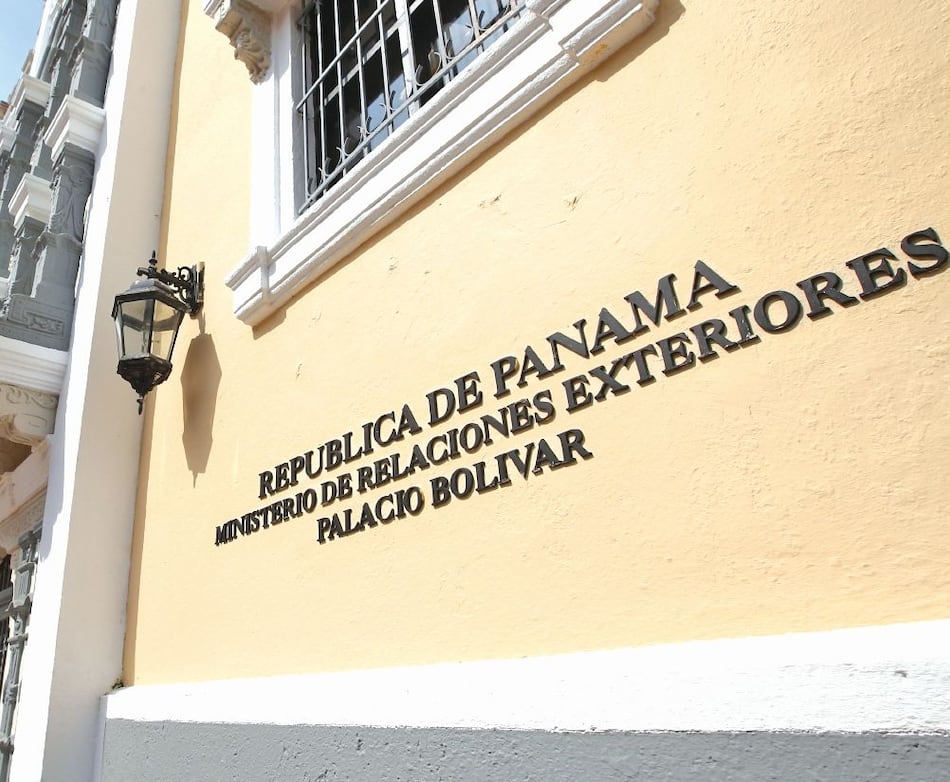 REPUBLICA DE PANAMA
MINISTERIO DE RELACIONES EXTERIORES
PALACIO BOLIVAR